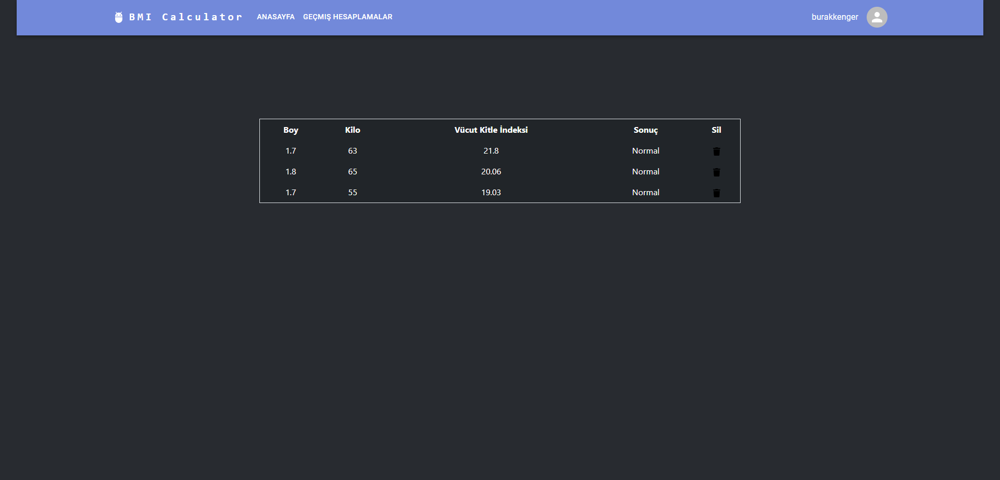 BMI Calculator ANASAYFA GEÇMIŞ HESAPLAMALAR burakkenger
Boy Kilo Vücut Kitle İndeksi Sonuç Sil
1.7 63 21.8 Normal
1.8 65 20.06 Normal
1.7 55 19.03 Normal